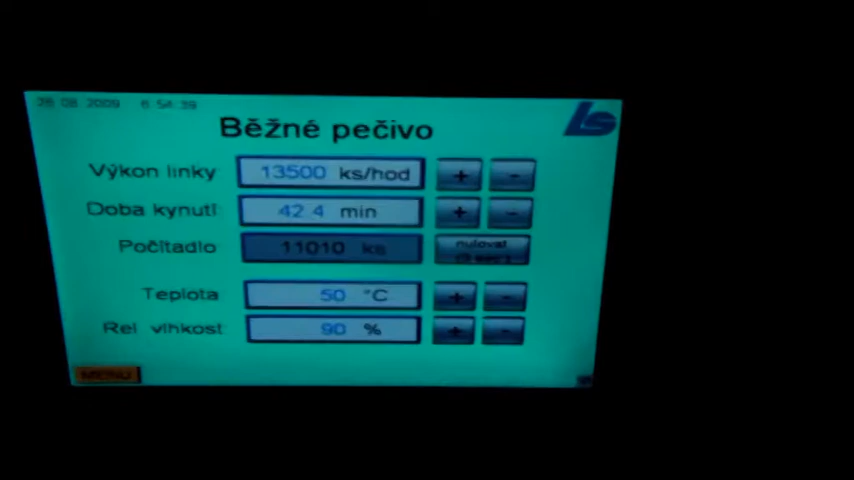 26.08.2009 6:54:39
Běžné pečivo
Výkon linky 13500 ks/hod + -
Doba kynutí 42.4 min + -
Počítadlo 11010 ks nulovat
Teplota 50 °C + -
Rel. vlhkost 90 % + -
MENU